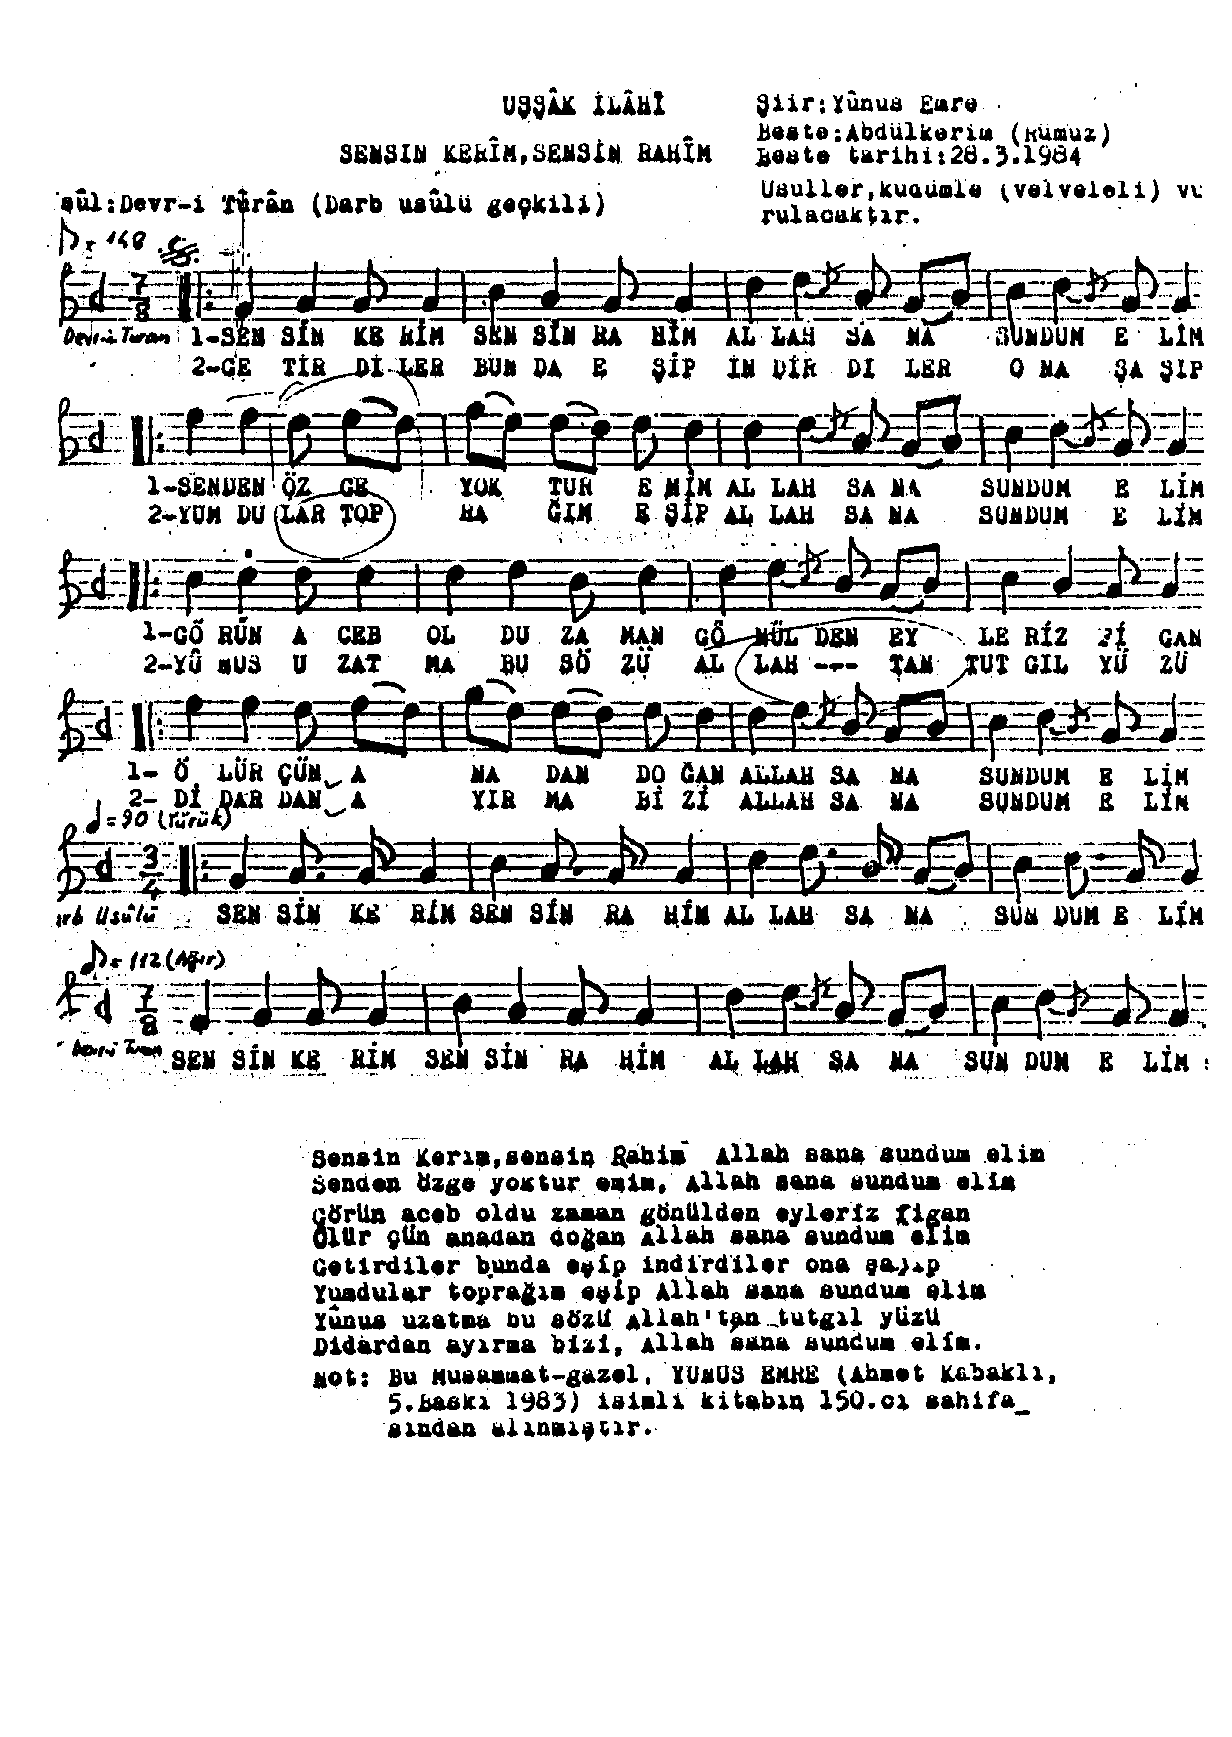 UŞŞÂK İLÂHİ
SENSİN KERÎM,SENSİN RAHÎM
Şiir:Yûnus Emre
Beste:Abdülkerim (Rümuz)
Beste tarihi:28.3.1984
Usuller,kudümle (velveleli) vu
rulacaktır.
sûl:Devr-i Tûrân (Darb usûlü geçkili)
= 148
7
8
Devr-i Turan 1-SEN SİN KE RİM SEN SİN RA HİM AL LAH SA NA SUNDUM E LİM
2-GE TİR Dİ LER BUN DA E ŞİP İN DİR Dİ LER O NA ŞA ŞIP
1-SENDEN ÖZ GE YOK TUR E MİM AL LAH SA NA SUNDUM E LİM
2-YUM DU LAR TOP RA ĞIM E ŞİP AL LAH SA NA SUNDUM E LİM
1-GÖ RÜN A CEB OL DU ZA MAN GÖ NÜL DEN EY LE RİZ Fİ GAN
2-YÛ NUS U ZAT MA BU SÖ ZÜ AL LAH --- TAN TUT GIL YÜ ZÜ
1- Ö LÜR ÇÜN A NA DAN DO ĞAN ALLAH SA NA SUNDUM E LİM
2- Dİ DAR DAN A YIR MA Bİ Zİ ALLAH SA NA SUNDUM E LİM
= 90 (Yürük)
3
4
rb Usûlü SEN SİN KE RİM SEN SİN RA HİM AL LAH SA NA SUN DUM E LİM
= 112 (Ağır)
7
8
Devr-i Turan SEN SİN KE RİM SEN SİN RA HİM AL LAH SA NA SUN DUM E LİM
Sensin Kerim,sensin Rahim Allah sana sundum elim
Senden özge yoktur emim, Allah sana sundum elim
Görün aceb oldu zaman gönülden eyleriz figan
Ölür çün anadan doğan Allah sana sundum elim
Getirdiler bunda eşip indirdiler ona şaşıp
Yumdular toprağım eşip Allah sana sundum elim
Yûnus uzatma bu sözü Allah'tan tutgıl yüzü
Didardan ayırma bizi, Allah sana sundum elim.
Not: Bu Musammat-gazel, YUNUS EMRE (Ahmet Kabaklı,
5.Baskı 1983) isimli kitabın 150.ci sahifa_
sından alınmıştır.